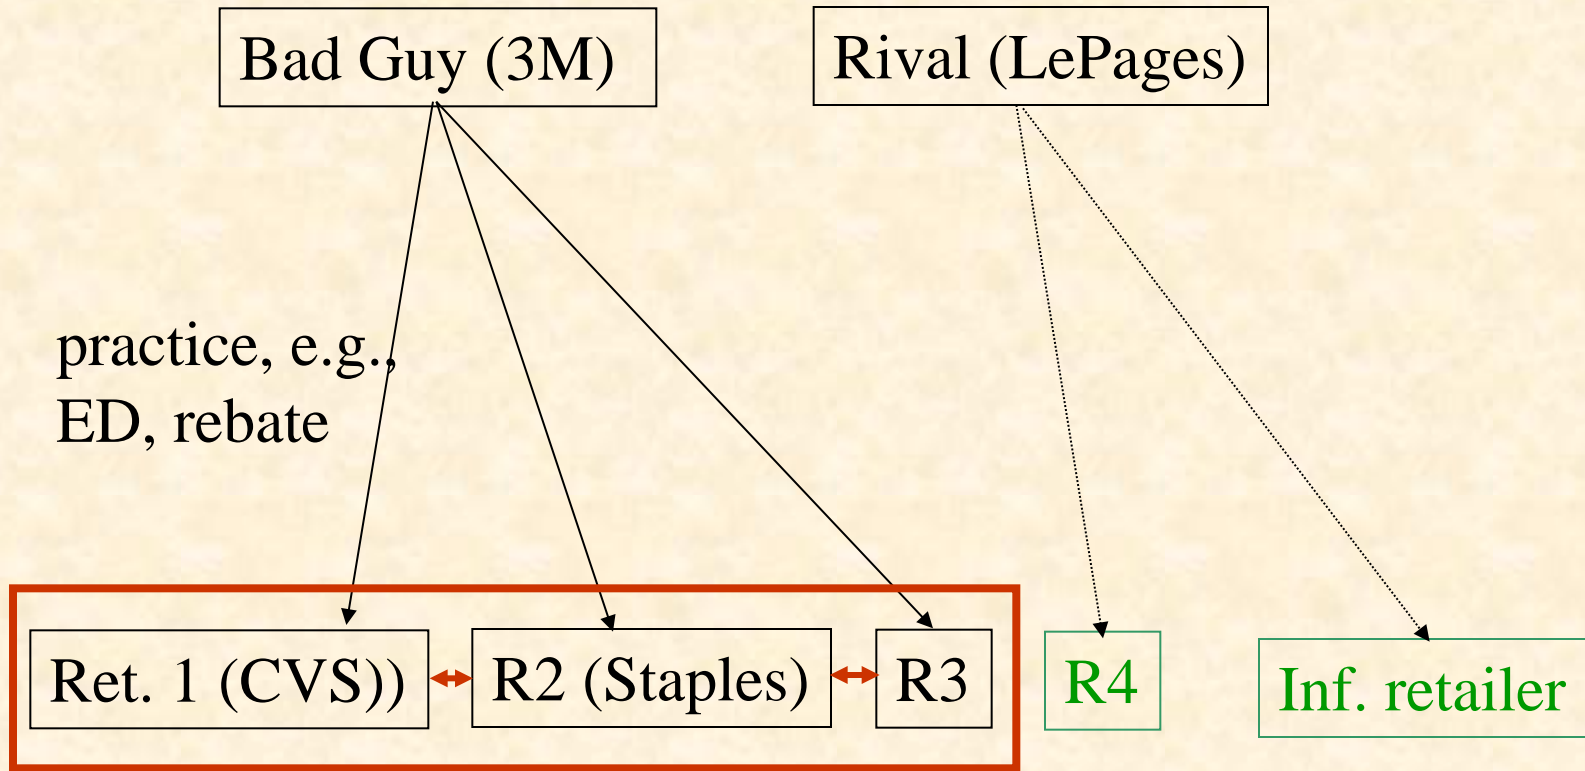 Bad Guy (3M)
Rival (LePages)
practice, e.g.,
ED, rebate
Ret. 1 (CVS))
R2 (Staples)
R3
R4
Inf. retailer